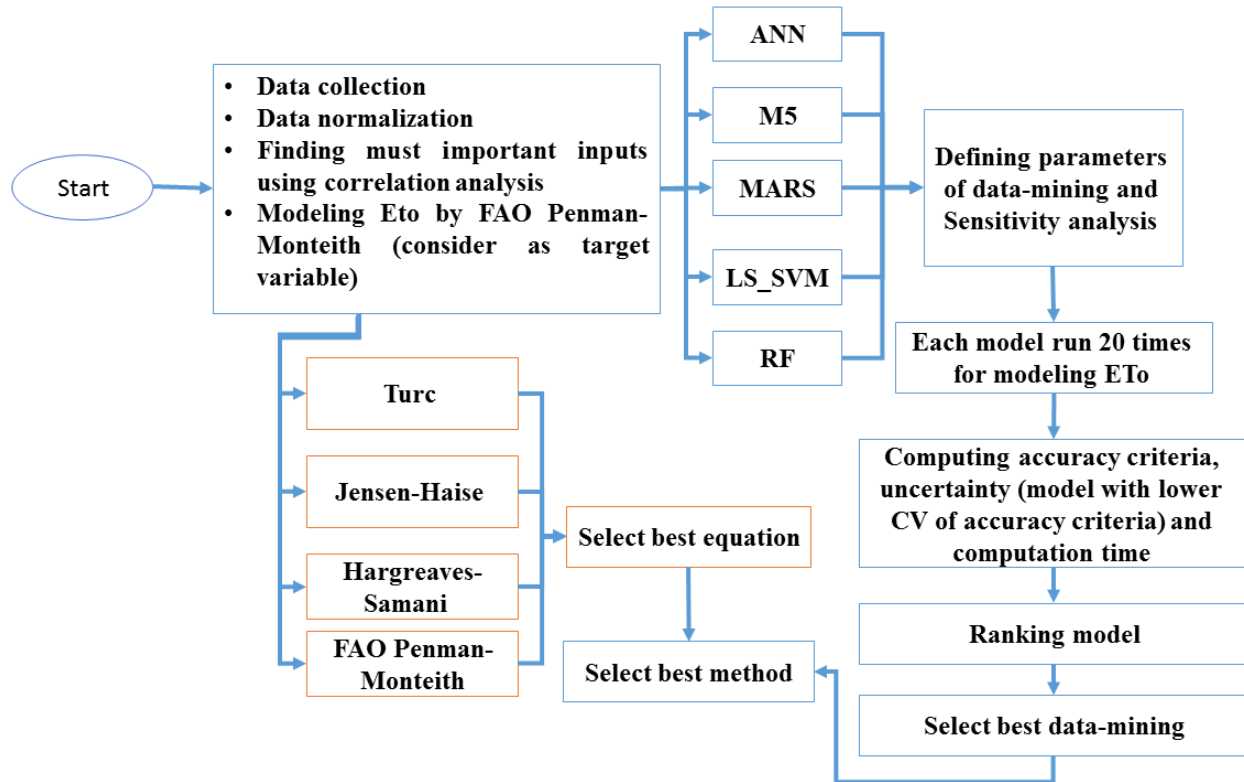 Start
• Data collection
• Data normalization
• Finding must important inputs
using correlation analysis
• Modeling Eto by FAO Penman-
Monteith (consider as target
variable)
ANN
M5
MARS
LS_SVM
RF
Defining parameters
of data-mining and
Sensitivity analysis
Each model run 20 times
for modeling ETo
Computing accuracy criteria,
uncertainty (model with lower
CV of accuracy criteria) and
computation time
Ranking model
Select best data-mining
Turc
Jensen-Haise
Hargreaves-
Samani
FAO Penman-
Monteith
Select best equation
Select best method